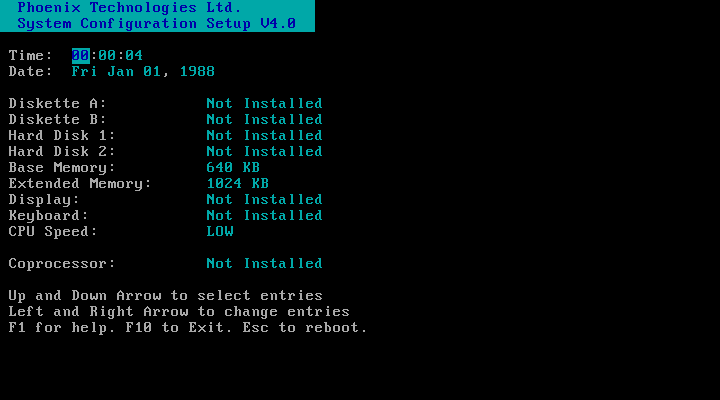 Phoenix Technologies Ltd.
System Configuration Setup V4.0
Time: 00:00:04
Date: Fri Jan 01, 1988
Diskette A: Not Installed
Diskette B: Not Installed
Hard Disk 1: Not Installed
Hard Disk 2: Not Installed
Base Memory: 640 KB
Extended Memory: 1024 KB
Display: Not Installed
Keyboard: Not Installed
CPU Speed: LOW
Coprocessor: Not Installed
Up and Down Arrow to select entries
Left and Right Arrow to change entries
F1 for help. F10 to Exit. Esc to reboot.